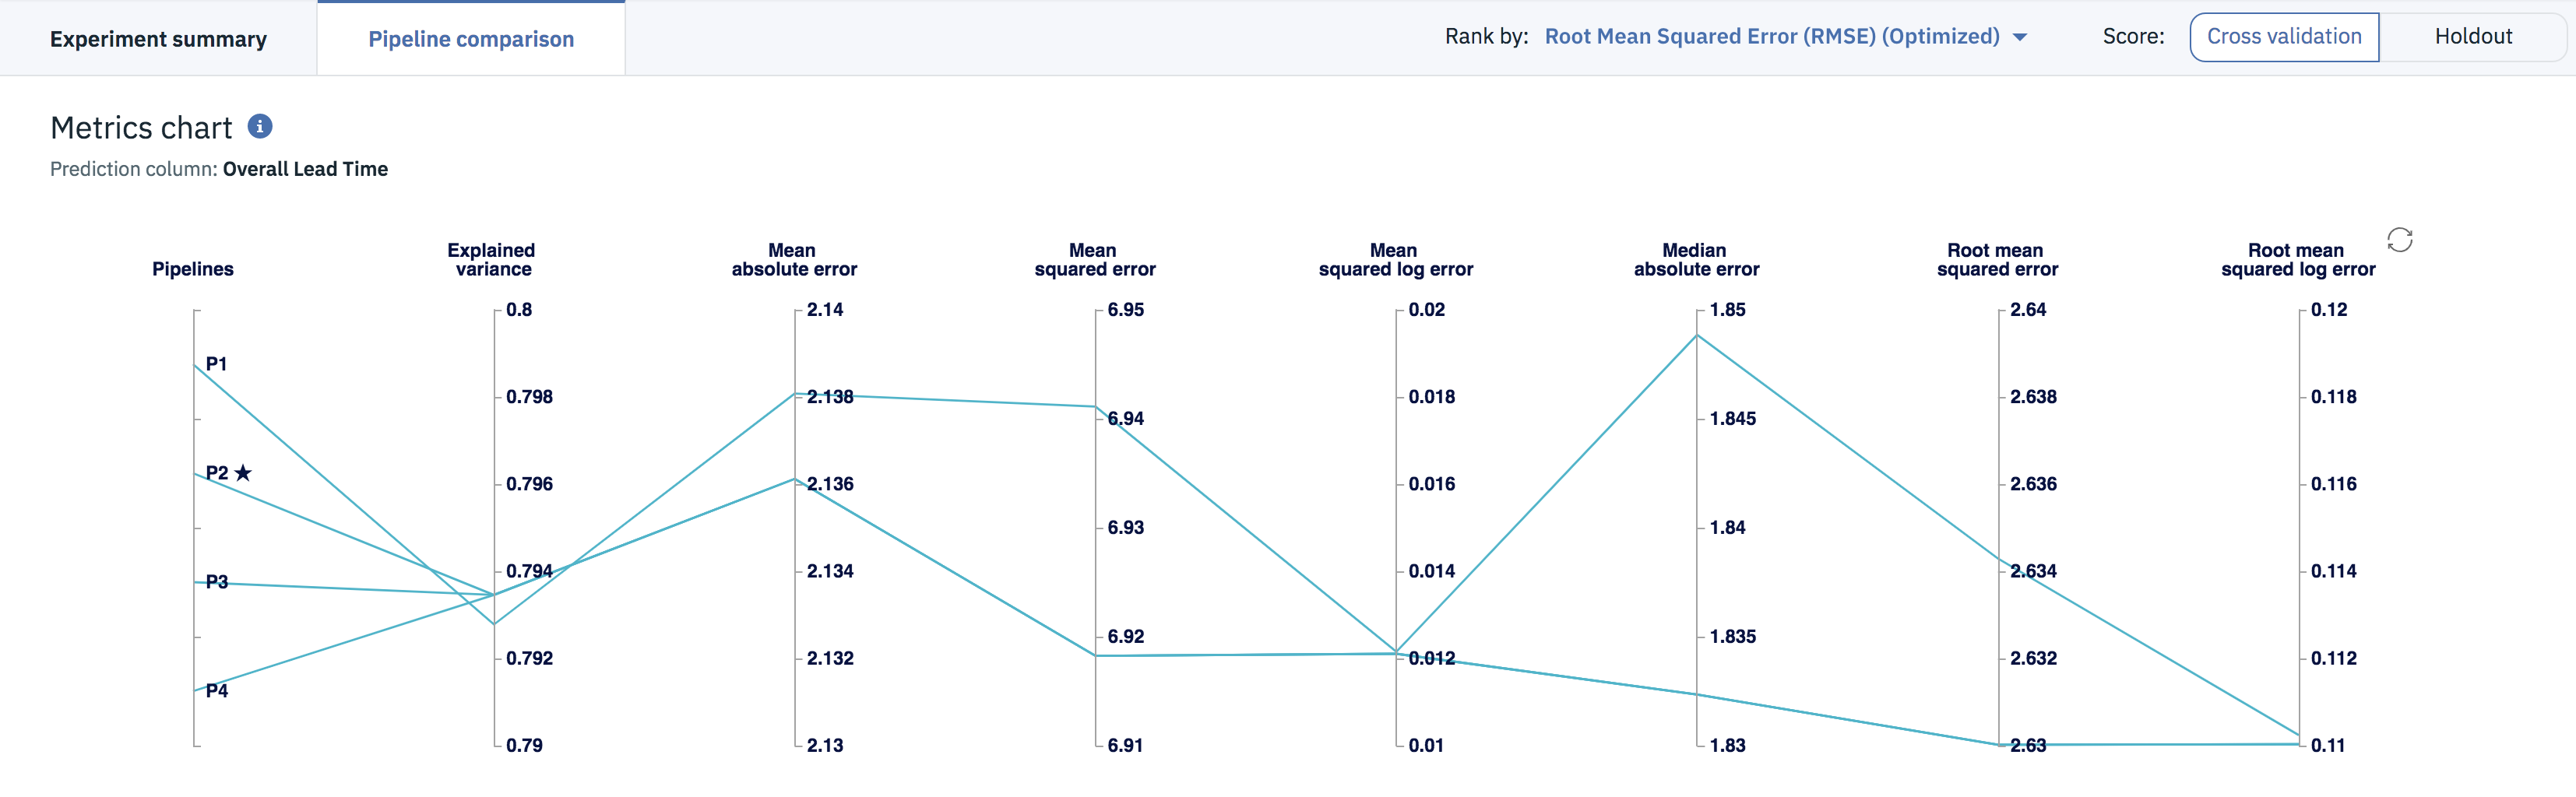 Experiment summary
Pipeline comparison
Rank by: Root Mean Squared Error (RMSE) (Optimized)
Score: Cross validation Holdout
Metrics chart
Prediction column: Overall Lead Time
Pipelines
P1
P2 ★
P3
P4
Explained
variance
0.8
0.798
0.796
0.794
0.792
0.79
Mean
absolute error
2.14
2.138
2.136
2.134
2.132
2.13
Mean
squared error
6.95
6.94
6.93
6.92
6.91
Mean
squared log error
0.02
0.018
0.016
0.014
0.012
0.01
Median
absolute error
1.85
1.845
1.84
1.835
1.83
Root mean
squared error
2.64
2.638
2.636
2.634
2.632
2.63
Root mean
squared log error
0.12
0.118
0.116
0.114
0.112
0.11